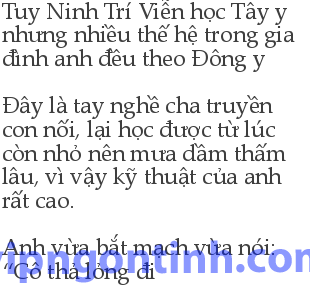 Tuy Ninh Trí Viễn học Tây y
nhưng nhiều thế hệ trong gia
đình anh đều theo Đông y
Đây là tay nghề cha truyền
con nối, lại học được từ lúc
còn nhỏ nên mưa dầm thấm
lâu, vì vậy kỹ thuật của anh
rất cao.
Anh vừa bắt mạch vừa nói:
“Cô thả lỏng đi
vpngontinh.com